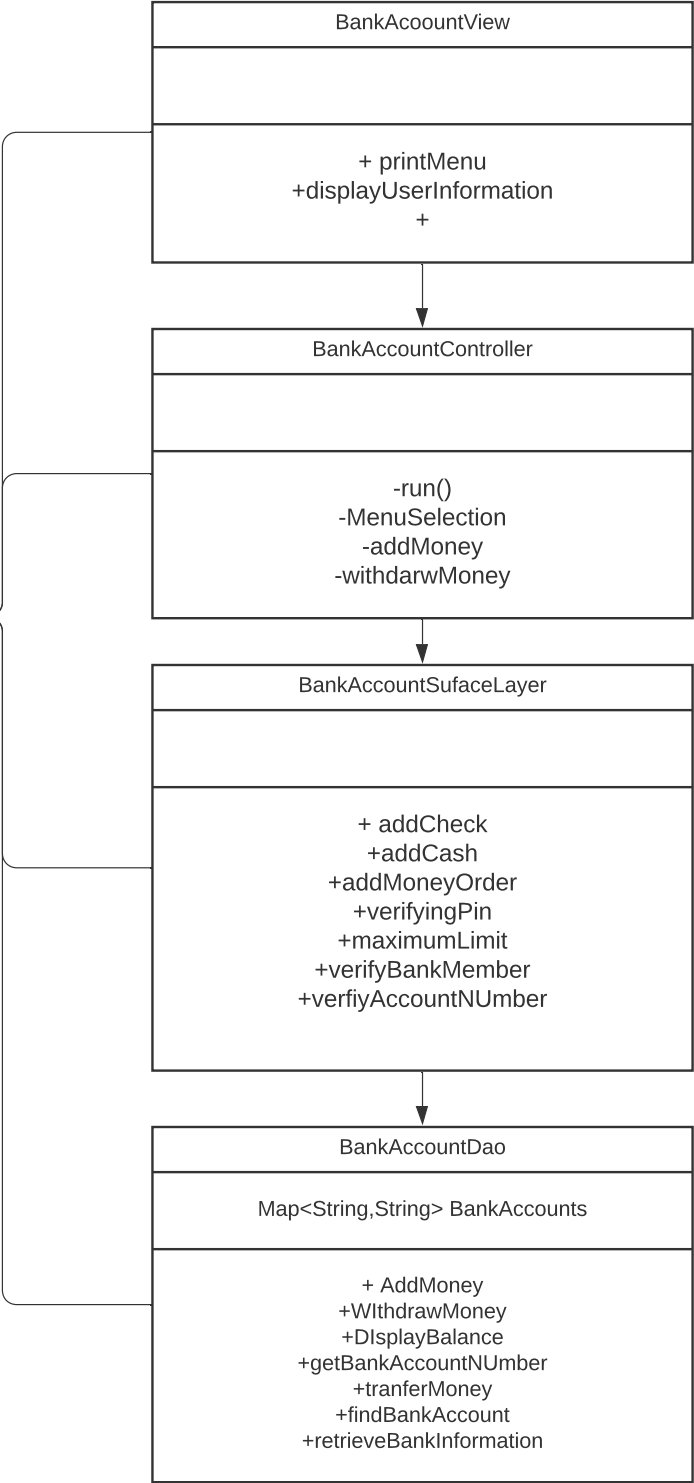 BankAcoountView
+ printMenu
+displayUserInformation
+
BankAccountController
-run()
-MenuSelection
-addMoney
-withdarwMoney
BankAccountSufaceLayer
+ addCheck
+addCash
+addMoneyOrder
+verifyingPin
+maximumLimit
+verifyBankMember
+verfiyAccountNUmber
BankAccountDao
Map<String,String> BankAccounts
+ AddMoney
+WIthdrawMoney
+DIsplayBalance
+getBankAccountNUmber
+tranferMoney
+findBankAccount
+retrieveBankInformation